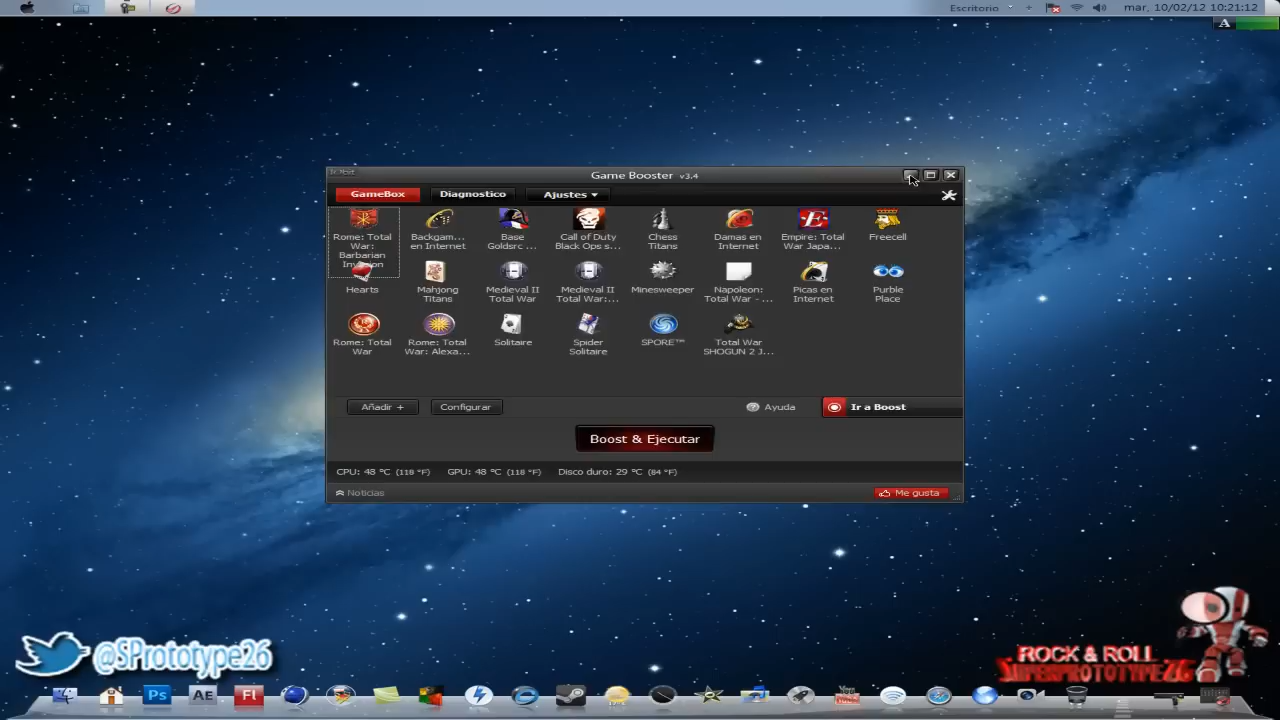 Escritorio
mar, 10/02/12 10:21:12
A
Game Booster v3.4
GameBox
Diagnostico
Ajustes
Rome: Total War: Barbarian Invasion
Backgam... en Internet
Base Goldsrc ...
Call of Duty Black Ops s...
Chess Titans
Damas en Internet
Empire: Total War Japa...
Freecell
Hearts
Mahjong Titans
Medieval II Total War
Medieval II Total War:...
Minesweeper
Napoleon: Total War - ...
Picas en Internet
Purble Place
Rome: Total War
Rome: Total War: Alexa...
Solitaire
Spider Solitaire
SPORE™
Total War SHOGUN 2 J...
Añadir +
Configurar
Ayuda
Ir a Boost
Boost & Ejecutar
CPU: 48 °C (118 °F) GPU: 48 °C (118 °F) Disco duro: 29 °C (84 °F)
Noticias
Me gusta
@SPrototype26
ROCK & ROLL
SUPERPROTOTYPE26
Ps
AE
Fl
You